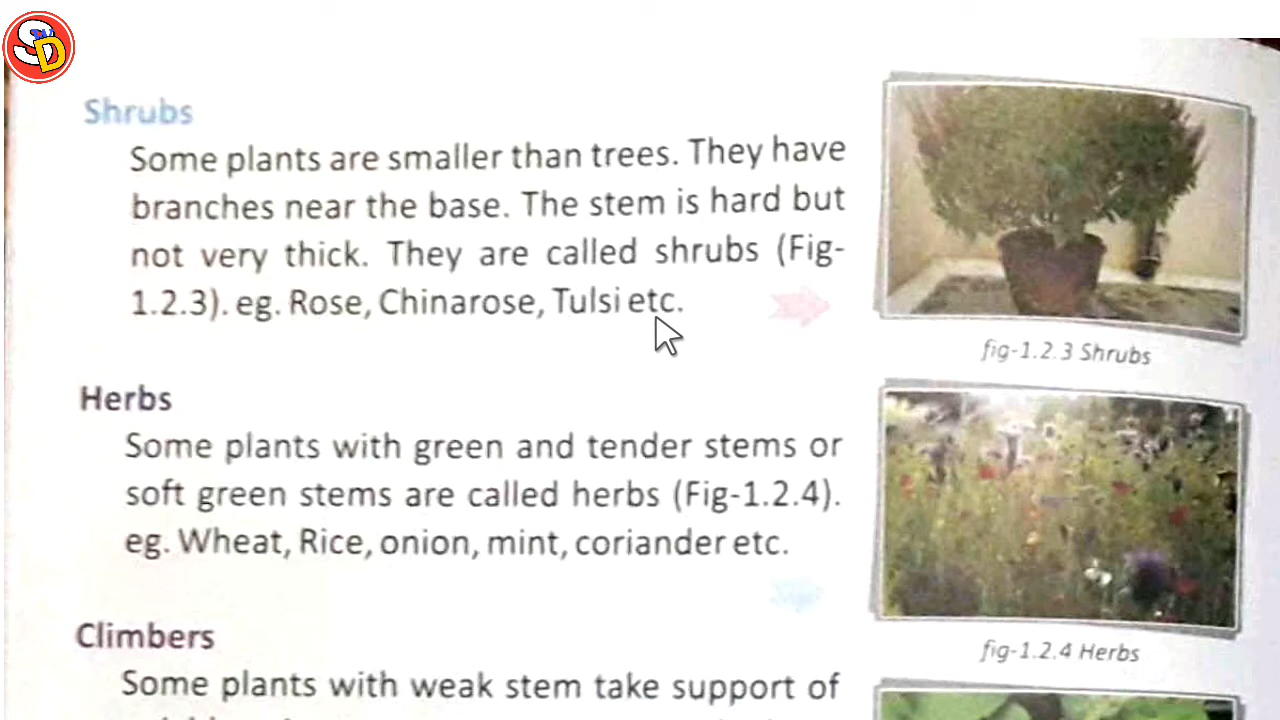 Shrubs
Some plants are smaller than trees. They have
branches near the base. The stem is hard but
not very thick. They are called shrubs (Fig-
1.2.3). eg. Rose, Chinarose, Tulsi etc.
fig-1.2.3 Shrubs
Herbs
Some plants with green and tender stems or
soft green stems are called herbs (Fig-1.2.4).
eg. Wheat, Rice, onion, mint, coriander etc.
fig-1.2.4 Herbs
Climbers
Some plants with weak stem take support of